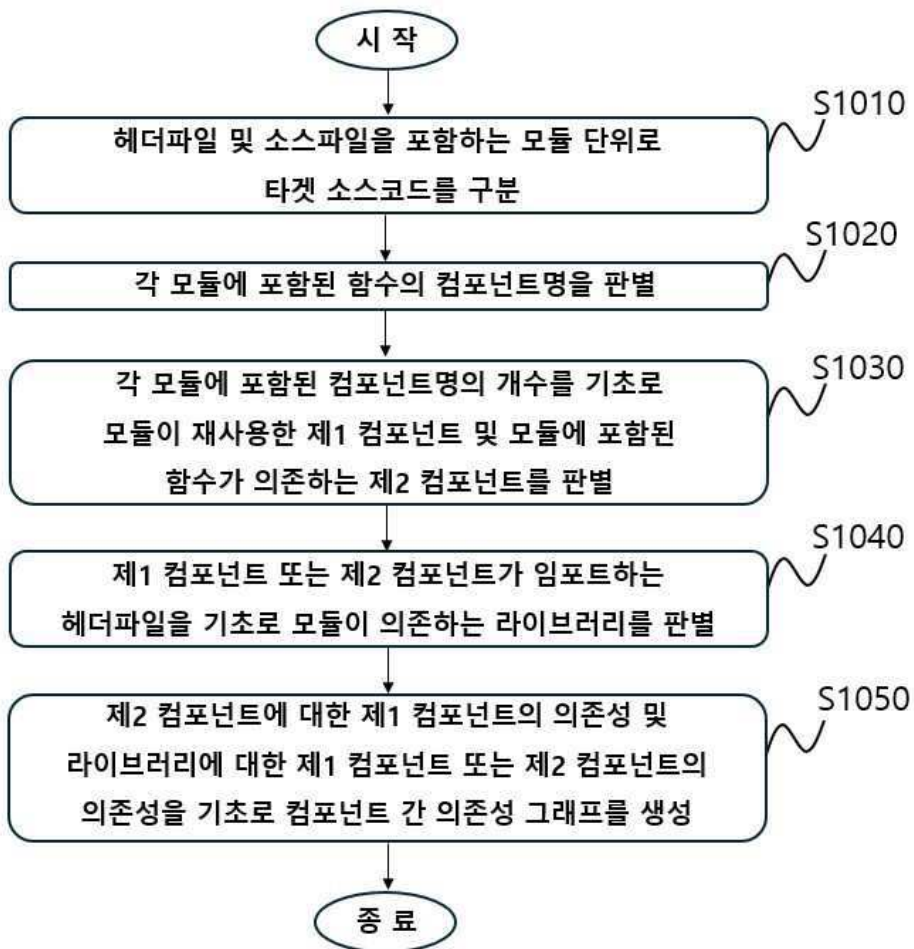 시 작
S1010
헤더파일 및 소스파일을 포함하는 모듈 단위로
타겟 소스코드를 구분
S1020
각 모듈에 포함된 함수의 컴포넌트명을 판별
S1030
각 모듈에 포함된 컴포넌트명의 개수를 기초로
모듈이 재사용한 제1 컴포넌트 및 모듈에 포함된
함수가 의존하는 제2 컴포넌트를 판별
S1040
제1 컴포넌트 또는 제2 컴포넌트가 임포트하는
헤더파일을 기초로 모듈이 의존하는 라이브러리를 판별
S1050
제2 컴포넌트에 대한 제1 컴포넌트의 의존성 및
라이브러리에 대한 제1 컴포넌트 또는 제2 컴포넌트의
의존성을 기초로 컴포넌트 간 의존성 그래프를 생성
종 료